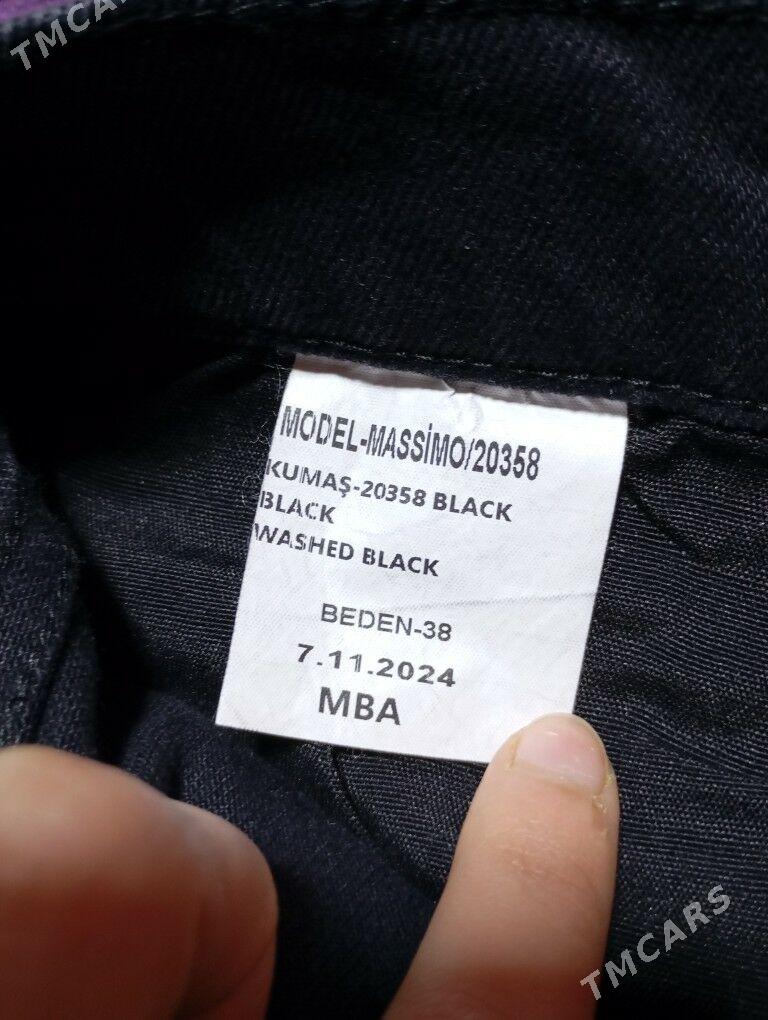 TMCARS
MODEL-MASSİMO/20358
KUMAŞ-20358 BLACK
BLACK
WASHED BLACK
BEDEN-38
7.11.2024
MBA
TMCARS